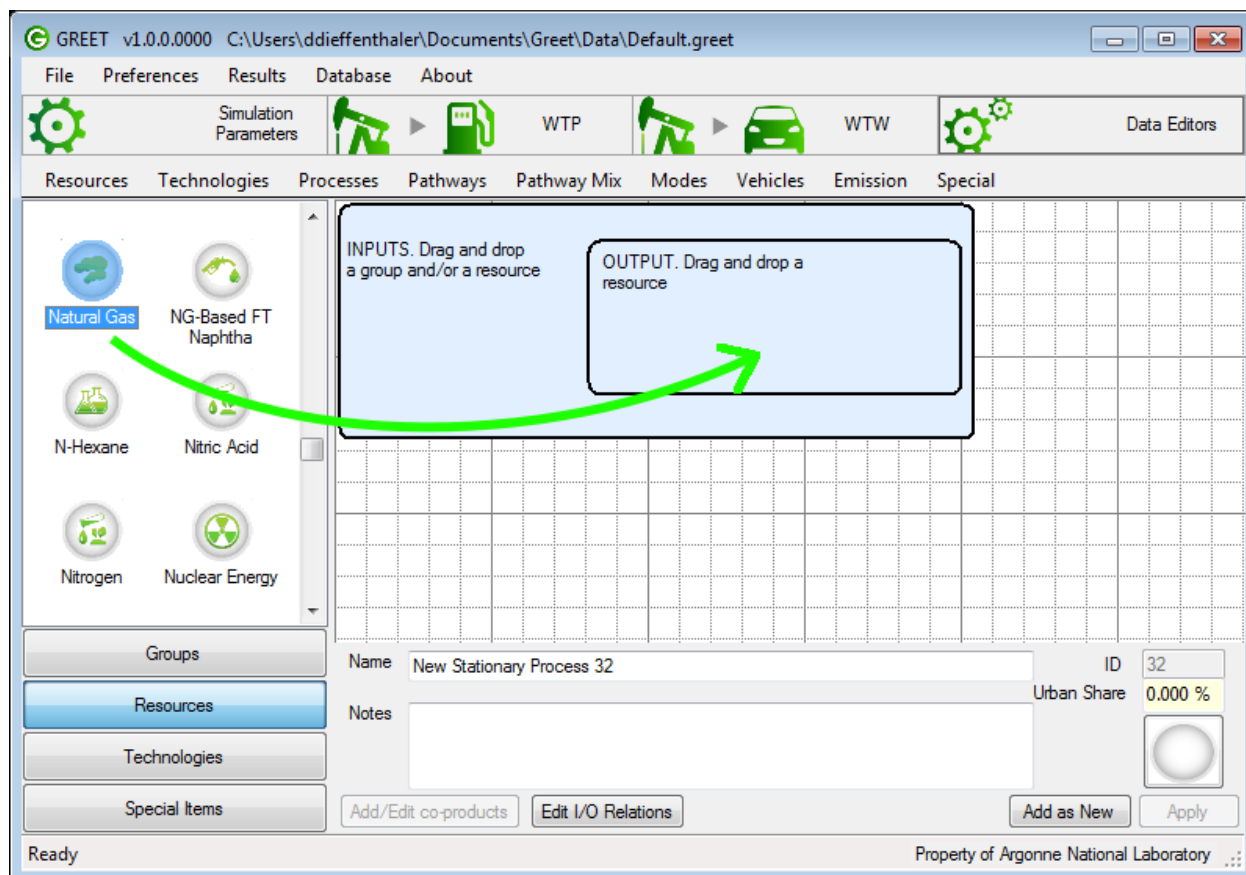 GREET v1.0.0.0000 C:\Users\ddieffenthaler\Documents\Greet\Data\Default.greet
File Preferences Results Database About
Simulation
Parameters
WTP
WTW
Data Editors
Resources Technologies Processes Pathways Pathway Mix Modes Vehicles Emission Special
INPUTS. Drag and drop
a group and/or a resource
OUTPUT. Drag and drop a
resource
Natural Gas
NG-Based FT
Naphtha
N-Hexane
Nitric Acid
Nitrogen
Nuclear Energy
Groups
Resources
Technologies
Special Items
Name New Stationary Process 32
ID 32
Urban Share 0.000 %
Notes
Add/Edit co-products
Edit I/O Relations
Add as New
Apply
Ready
Property of Argonne National Laboratory